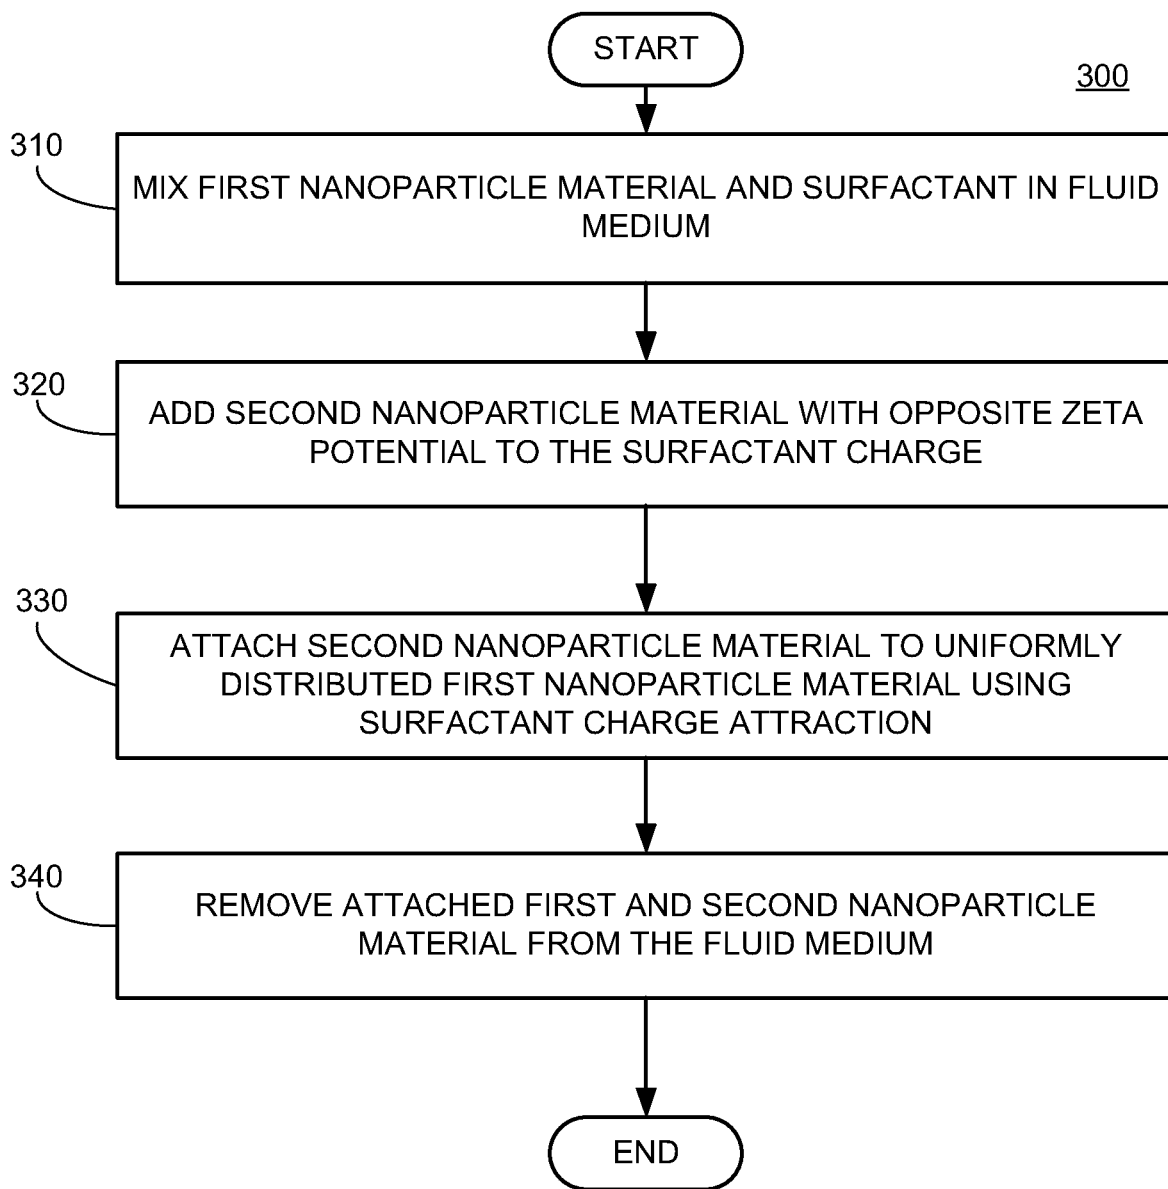 START
300
310
MIX FIRST NANOPARTICLE MATERIAL AND SURFACTANT IN FLUID
MEDIUM
320
ADD SECOND NANOPARTICLE MATERIAL WITH OPPOSITE ZETA
POTENTIAL TO THE SURFACTANT CHARGE
330
ATTACH SECOND NANOPARTICLE MATERIAL TO UNIFORMLY
DISTRIBUTED FIRST NANOPARTICLE MATERIAL USING
SURFACTANT CHARGE ATTRACTION
340
REMOVE ATTACHED FIRST AND SECOND NANOPARTICLE
MATERIAL FROM THE FLUID MEDIUM
END